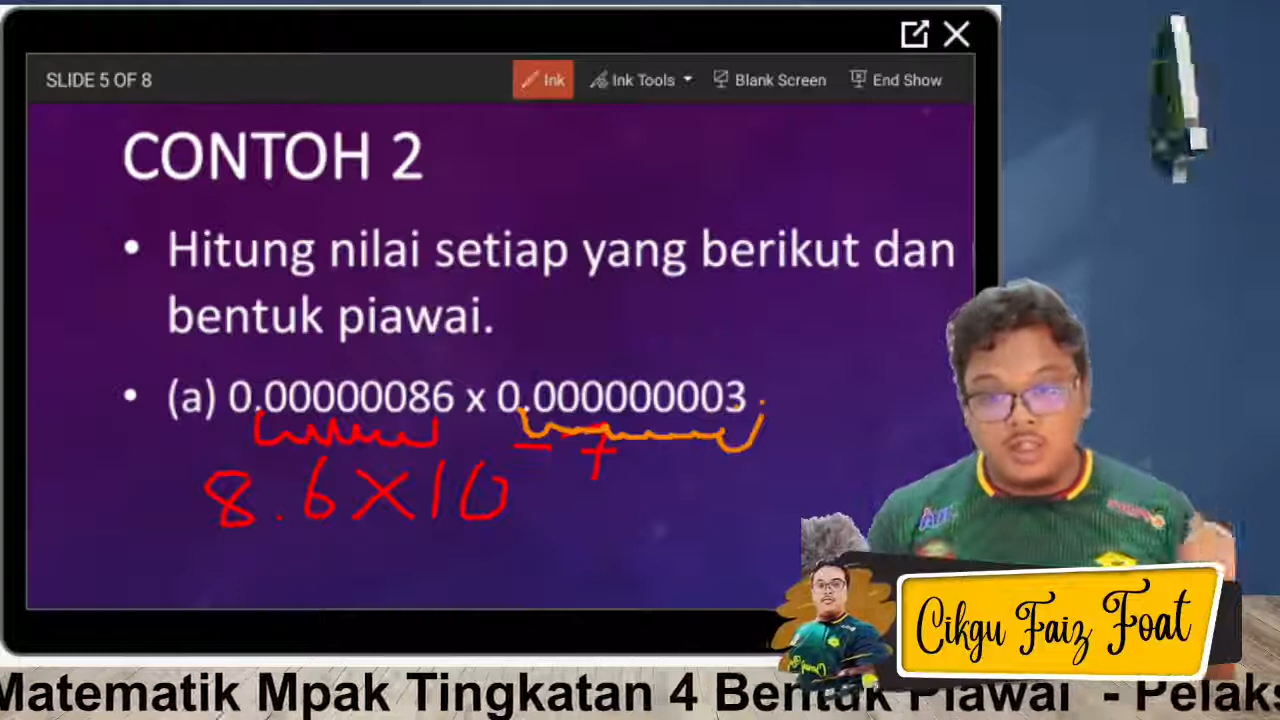 SLIDE 5 OF 8
Ink
Ink Tools
Blank Screen
End Show
CONTOH 2
• Hitung nilai setiap yang berikut dan
bentuk piawai.
• (a) 0.00000086 x 0.000000003
8.6×10 -7
Cikgu Faiz Foat
Matematik Mpak Tingkatan 4 Bentuk Piawai - Pelaks